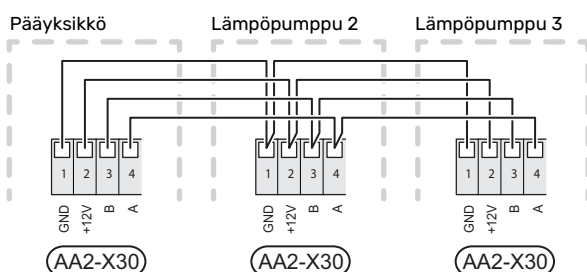 Pääyksikkö Lämpöpumppu 2 Lämpöpumppu 3
1 2 3 4 1 2 3 4 1 2 3 4
GND +12V B A GND +12V B A GND +12V B A
AA2-X30 AA2-X30 AA2-X30